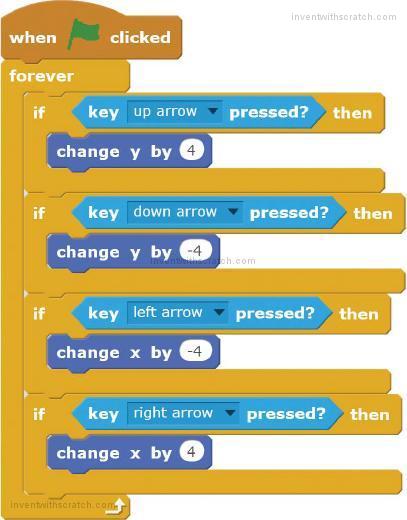 inventwithscratch.com
when clicked
forever
if key up arrow pressed? then
change y by 4
if key down arrow pressed? then
change y by -4
inventwithscratch.com
if key left arrow pressed? then
change x by -4
if key right arrow pressed? then
change x by 4
inventwithscratch.com